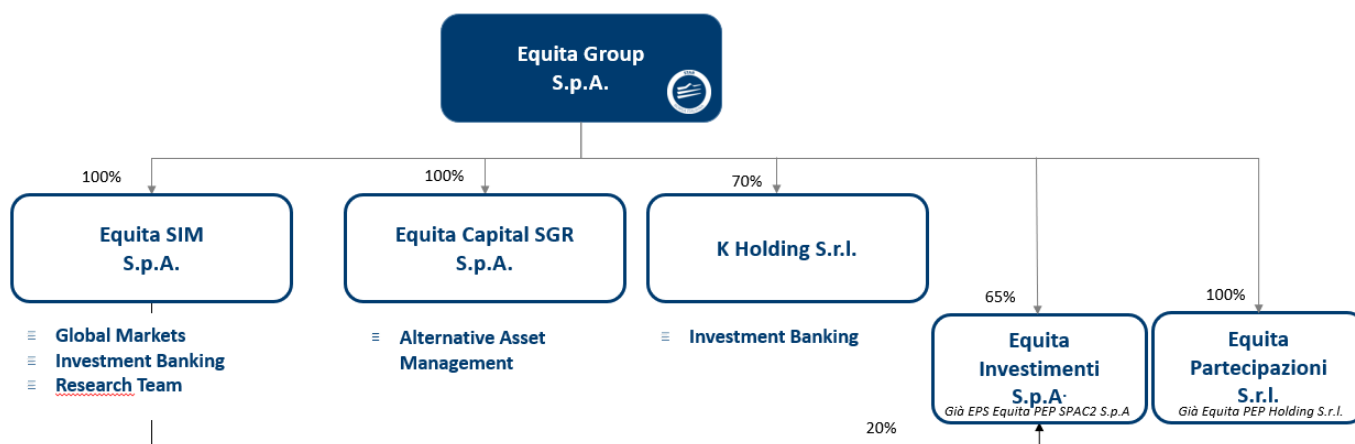 Equita Group
S.p.A.
100%
100%
70%
Equita SIM
S.p.A.
Equita Capital SGR
S.p.A.
K Holding S.r.l.
65%
100%
Global Markets
Investment Banking
Research Team
Alternative Asset
Management
Investment Banking
Equita
Investimenti
S.p.A.
Già EPS Equita PEP SPAC2 S.p.A
Equita
Partecipazioni
S.r.l.
Già Equita PEP Holding S.r.l.
20%